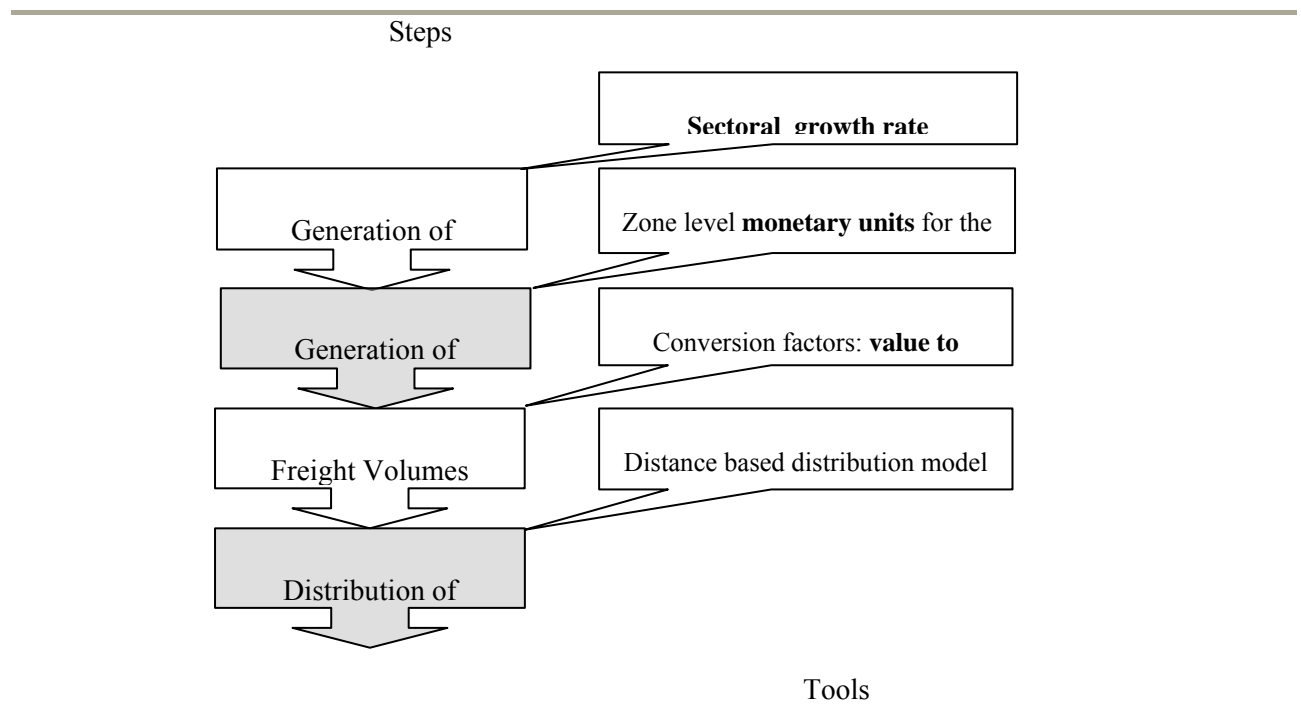 Steps
Sectoral growth rate
Generation of
Zone level monetary units for the
Generation of
Conversion factors: value to
Freight Volumes
Distance based distribution model
Distribution of
Tools